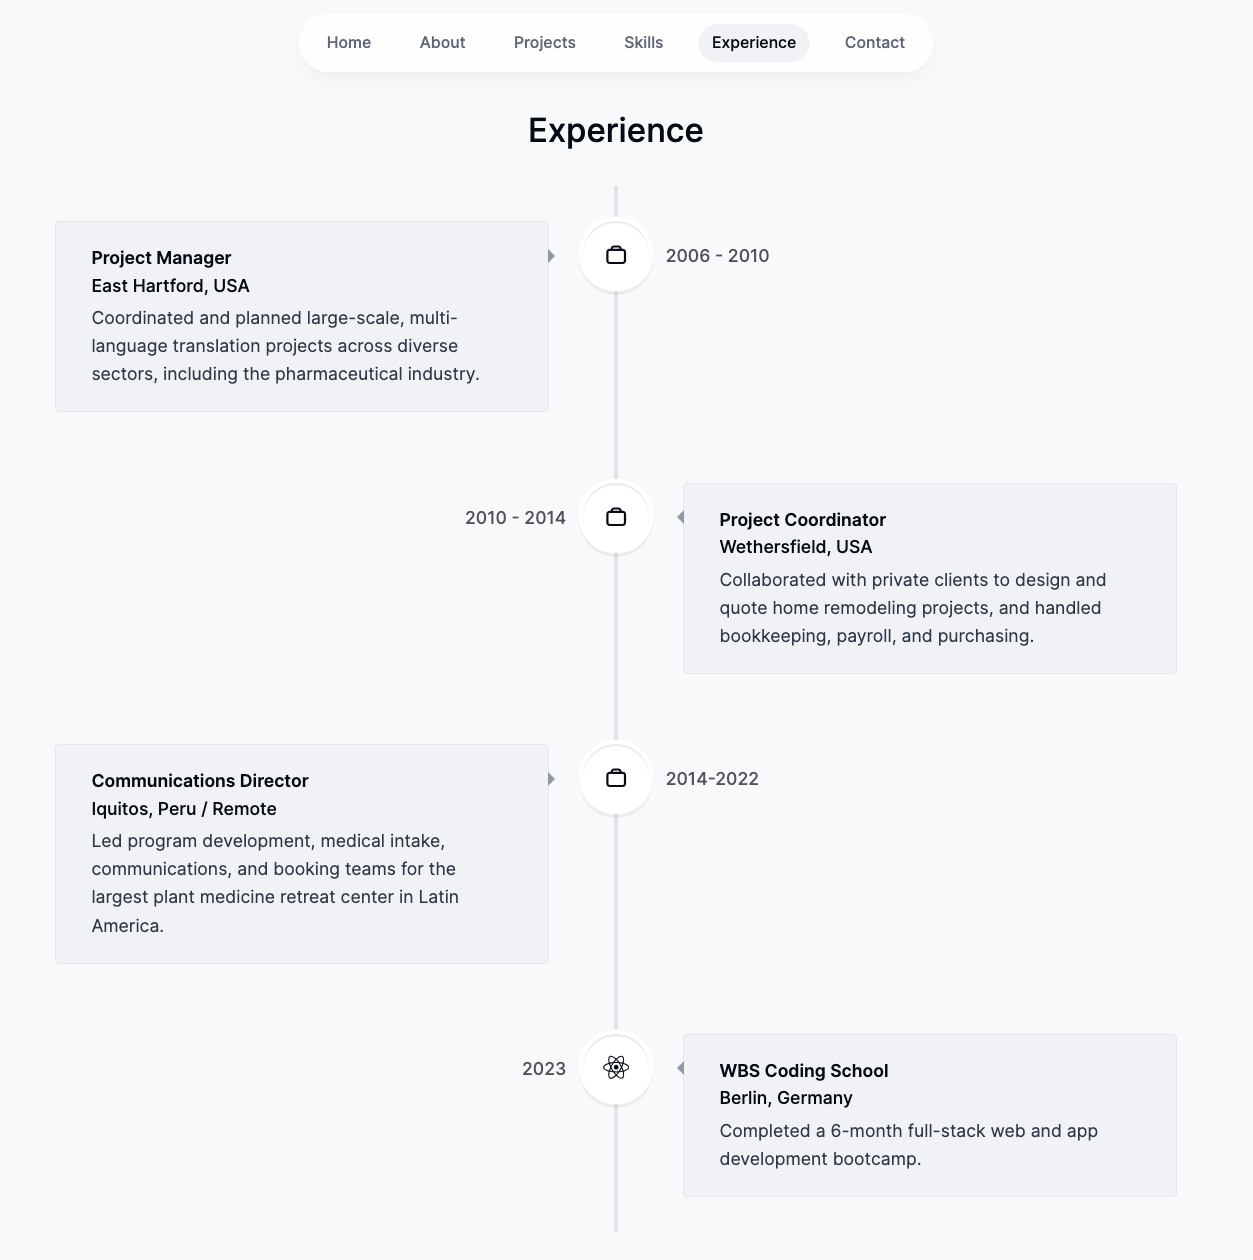 Home About Projects Skills Experience Contact
Experience
Project Manager
East Hartford, USA
Coordinated and planned large-scale, multi-
language translation projects across diverse
sectors, including the pharmaceutical industry.
2006 - 2010
2010 - 2014
Project Coordinator
Wethersfield, USA
Collaborated with private clients to design and
quote home remodeling projects, and handled
bookkeeping, payroll, and purchasing.
Communications Director
Iquitos, Peru / Remote
Led program development, medical intake,
communications, and booking teams for the
largest plant medicine retreat center in Latin
America.
2014-2022
2023
WBS Coding School
Berlin, Germany
Completed a 6-month full-stack web and app
development bootcamp.